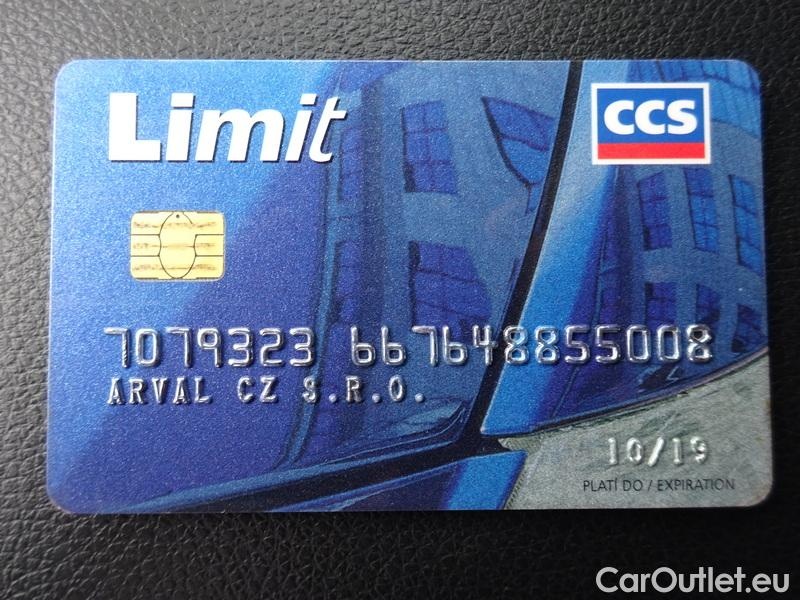 Limit
CCS
7079323 667648855008
ARVAL CZ S.R.O.
10/19
PLATÍ DO / EXPIRATION
CarOutlet.eu